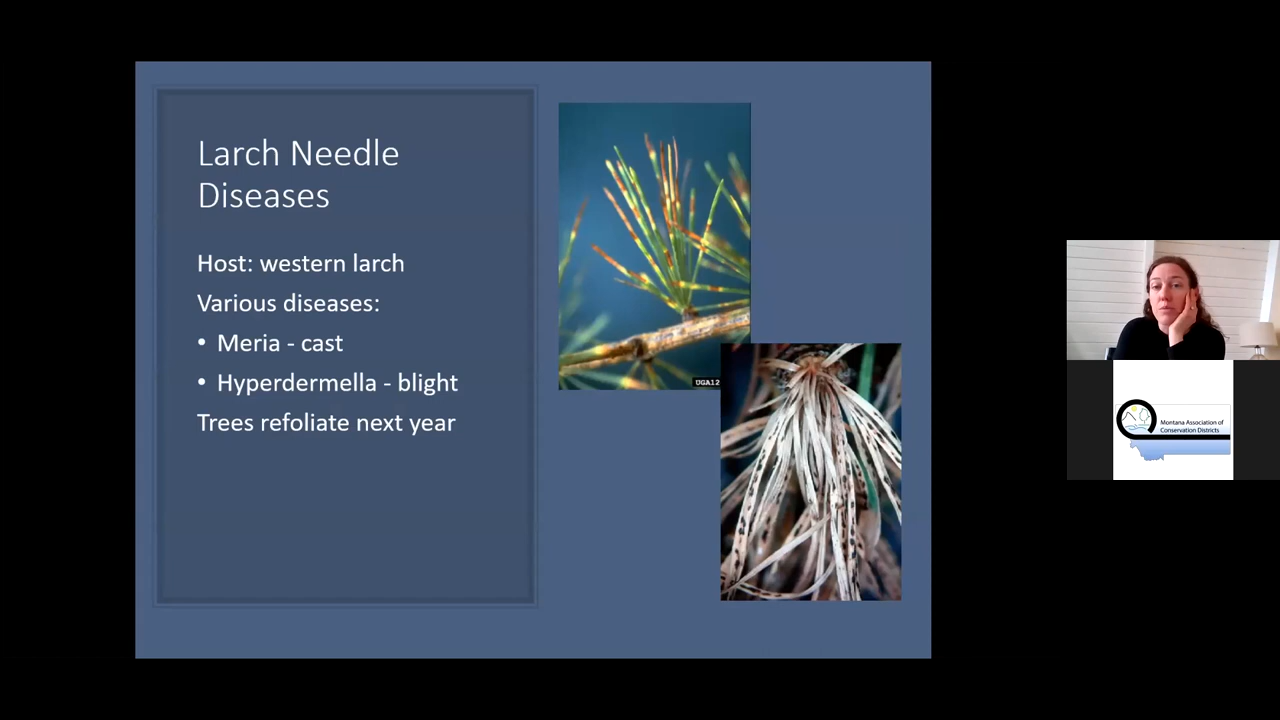 Larch Needle
Diseases
Host: western larch
Various diseases:
• Meria - cast
• Hyperdermella - blight
Trees refoliate next year
UGA12
Montana Association of
Conservation Districts